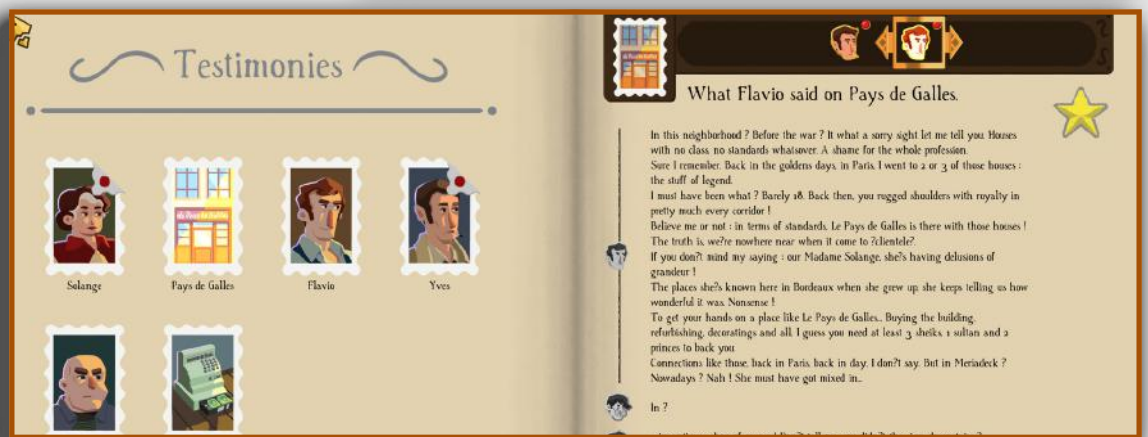 Testimonies
Solange
Pays de Galles
Flavio
Yves
What Flavio said on Pays de Galles.
In this neighborhood ? Before the war ? It what a sorry sight let me tell you. Houses
with no class, no standards whatsover. A shame for the whole profession.
Sure I remember. Back in the goldens days, in Paris, I went to 2 or 3 of those houses :
the stuff of legend.
I must have been what ? Barely 18. Back then, you rugged shoulders with royalty in
pretty much every corridor !
Believe me or not : in terms of standards, Le Pays de Galles is there with those houses !
The truth is, we?re nowhere near when it come to ?clientele?.
If you don?t mind my saying : our Madame Solange, she?s having delusions of
grandeur !
The places she?s known here in Bordeaux when she grew up, she keeps telling us how
wonderful it was. Nonsense !
To get your hands on a place like Le Pays de Galles... Buying the building,
refurbishing, decoratings and all, I guess you need at least 3 sheiks, 1 sultan and 2
princes to back you.
Connections like those, back in Paris, back in day, I don?t say. But in Meriadeck ?
Nowadays ? Nah ! She must have got mixed in...
In ?